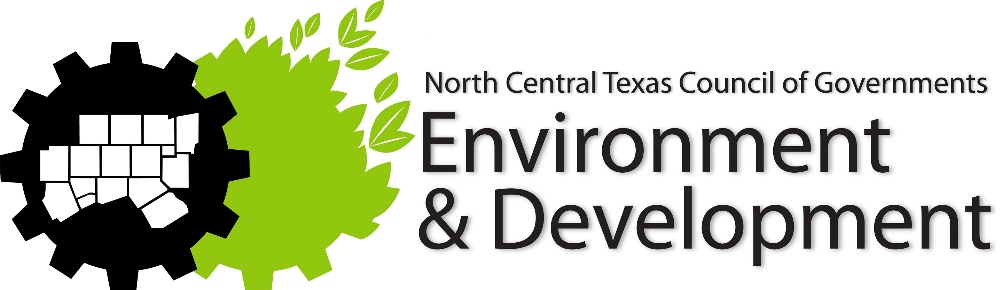 North Central Texas Council of Governments
Environment
& Development